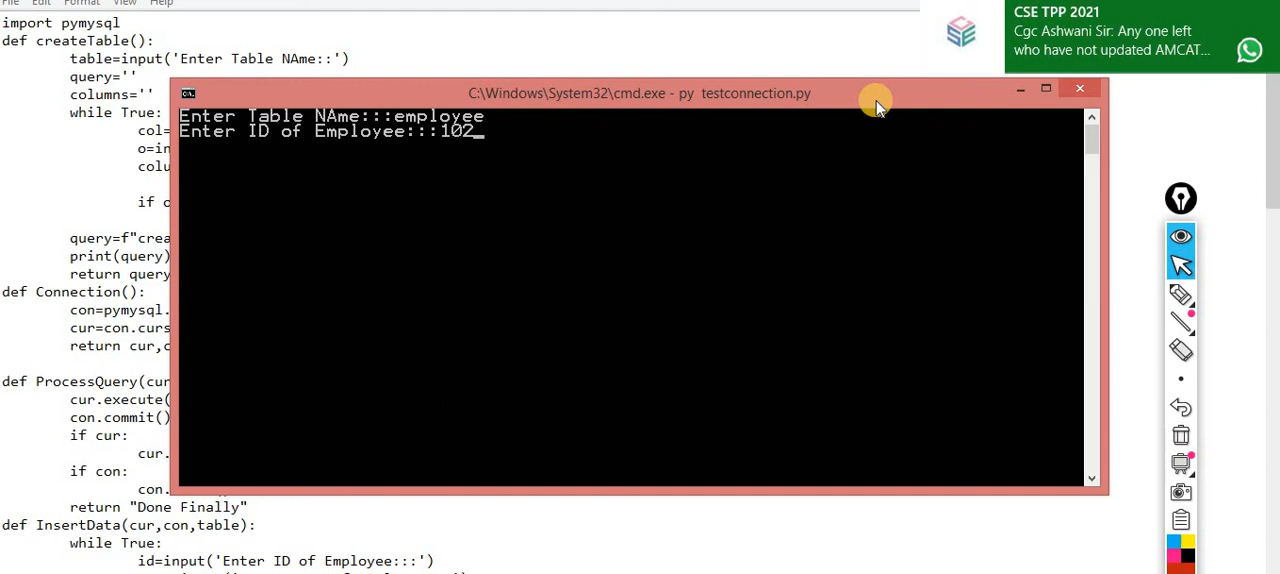 File Edit Format View Help
import pymysql
def createTable():
table=input('Enter Table NAme::')
query=''
columns=''
while True:
col=
o=in
colu
if o
query=f"crea
print(query)
return query
def Connection():
con=pymysql.
cur=con.curs
return cur,c
def ProcessQuery(cur
cur.execute(
con.commit()
if cur:
cur.
if con:
con.
return "Done Finally"
def InsertData(cur,con,table):
while True:
id=input('Enter ID of Employee:::')
C:\Windows\System32\cmd.exe - py testconnection.py
Enter Table NAme:::employee
Enter ID of Employee:::102_
CSE TPP 2021
Cgc Ashwani Sir: Any one left
who have not updated AMCAT...